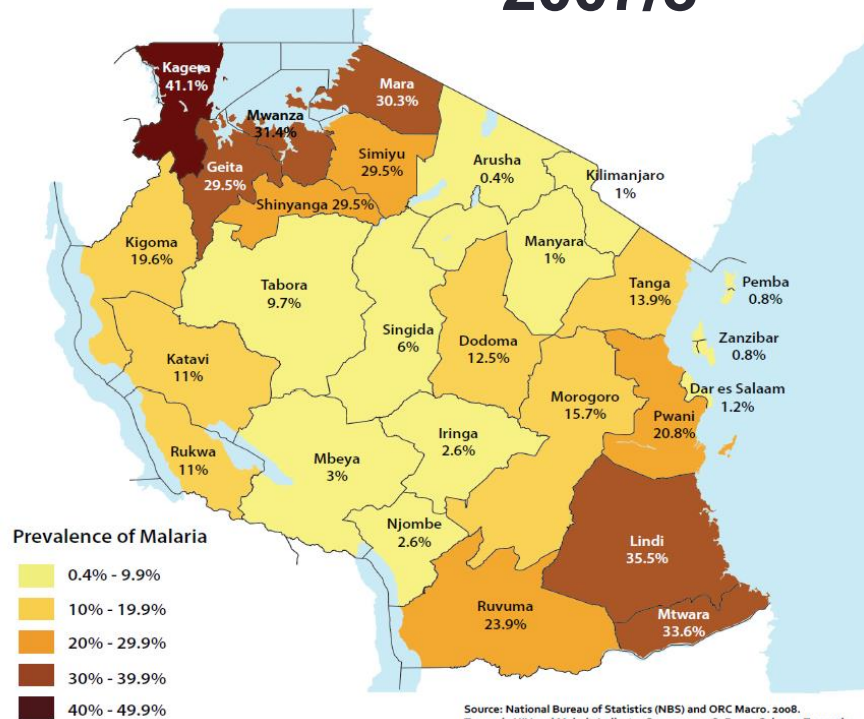 2007/8
Kagera
41.1%
Mara
30.3%
Mwanza
31.4%
Geita
29.5%
Simiyu
29.5%
Shinyanga 29.5%
Arusha
0.4%
Kilimanjaro
1%
Kigoma
19.6%
Manyara
1%
Tabora
9.7%
Tanga
13.9%
Pemba
0.8%
Singida
6%
Dodoma
12.5%
Zanzibar
0.8%
Katavi
11%
Dar es Salaam
1.2%
Morogoro
15.7%
Pwani
20.8%
Rukwa
11%
Iringa
2.6%
Mbeya
3%
Njombe
2.6%
Lindi
35.5%
Ruvuma
23.9%
Mtwara
33.6%
Prevalence of Malaria
0.4% - 9.9%
10% - 19.9%
20% - 29.9%
30% - 39.9%
40% - 49.9%
Source: National Bureau of Statistics (NBS) and ORC Macro. 2008.